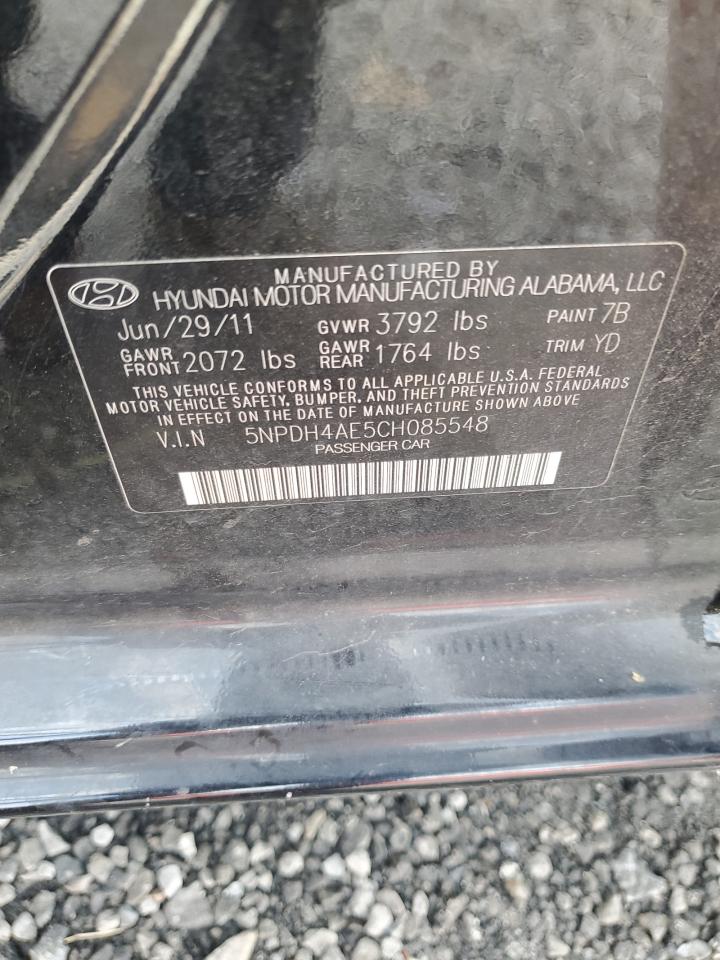 MANUFACTURED BY
HYUNDAI MOTOR MANUFACTURING ALABAMA, LLC
Jun/29/11 GVWR 3792 lbs PAINT 7B
GAWR FRONT 2072 lbs GAWR REAR 1764 lbs TRIM YD
THIS VEHICLE CONFORMS TO ALL APPLICABLE U.S.A. FEDERAL
MOTOR VEHICLE SAFETY, BUMPER, AND THEFT PREVENTION STANDARDS
IN EFFECT ON THE DATE OF MANUFACTURE SHOWN ABOVE
V.I.N 5NPDH4AE5CH085548
PASSENGER CAR